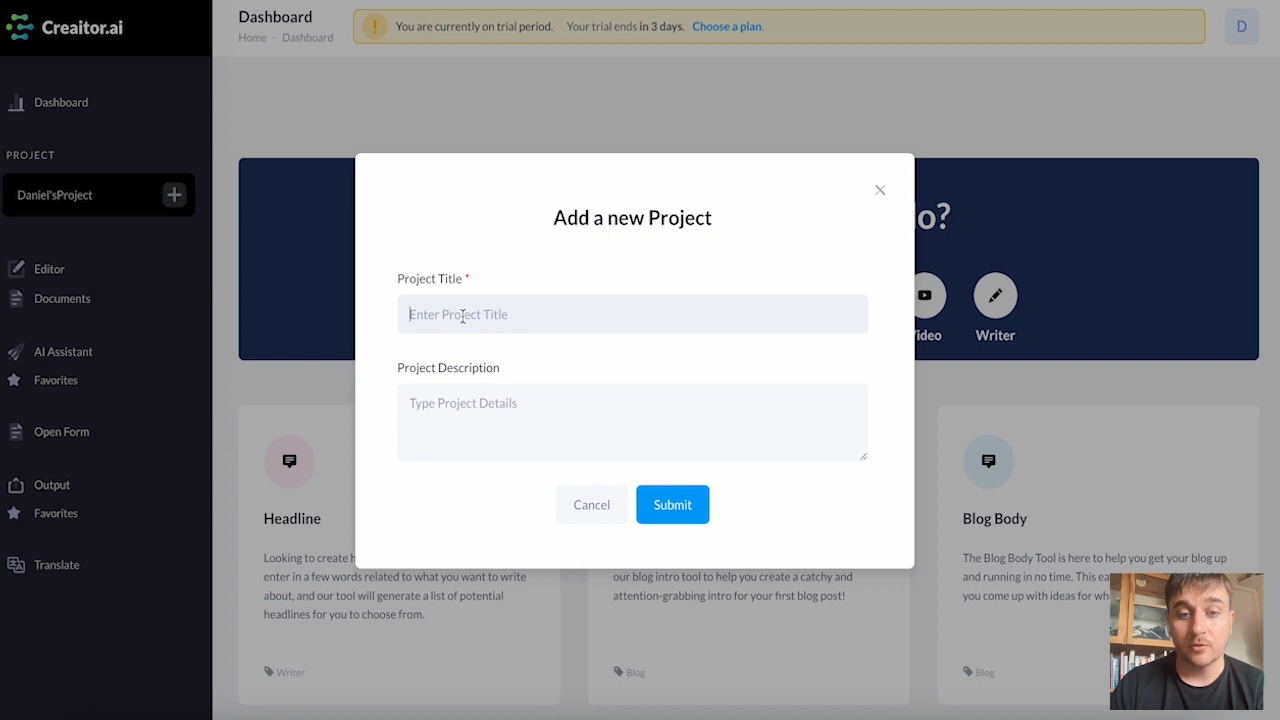 Creaitor.ai
Dashboard
Home - Dashboard
! You are currently on trial period. Your trial ends in 3 days. Choose a plan.
D
Dashboard
PROJECT
Daniel'sProject +
Editor
Documents
AI Assistant
Favorites
Open Form
Output
Favorites
Translate
Add a new Project
Project Title *
Enter Project Title
Project Description
Type Project Details
Cancel
Submit
Writer
Headline
Looking to create
enter in a few words related to what you want to write
about, and our tool will generate a list of potential
headlines for you to choose from.
Writer
our blog intro tool to help you create a catchy and
attention-grabbing intro for your first blog post!
Blog
Blog Body
The Blog Body Tool is here to help you get your blog up
and running in no time. This
you come up with ideas for
Blog